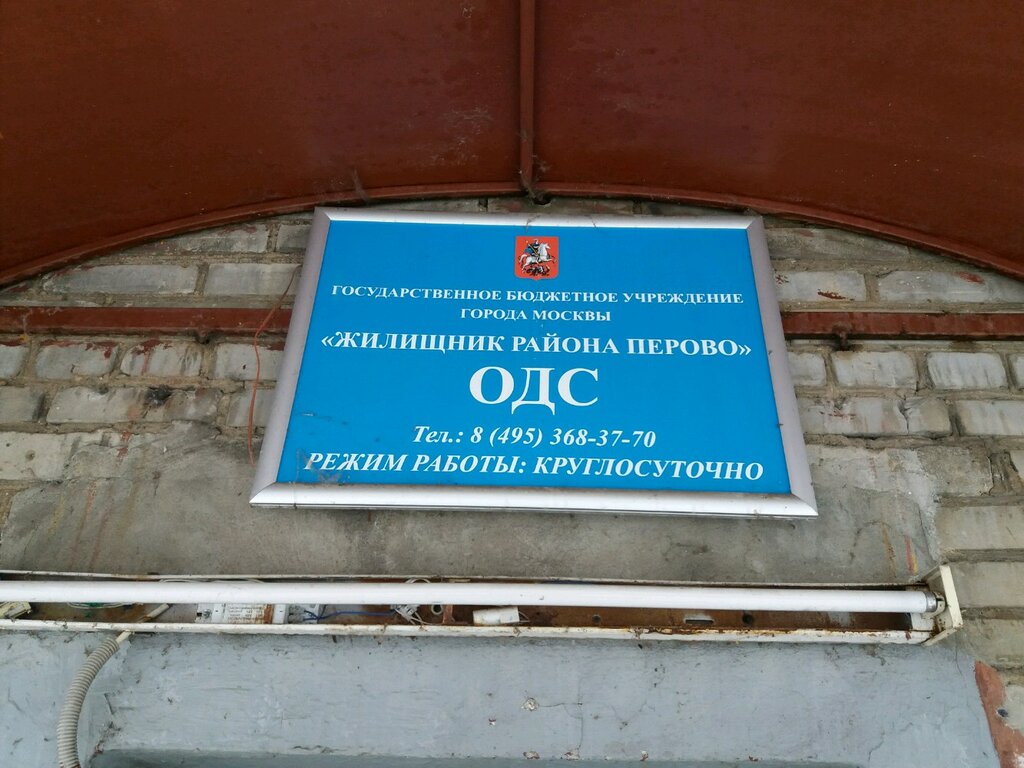 ГОСУДАРСТВЕННОЕ БЮДЖЕТНОЕ УЧРЕЖДЕНИЕ
ГОРОДА МОСКВЫ
«ЖИЛИЩНИК РАЙОНА ПЕРОВО»
ОДС
Тел.: 8 (495) 368-37-70
РЕЖИМ РАБОТЫ: КРУГЛОСУТОЧНО